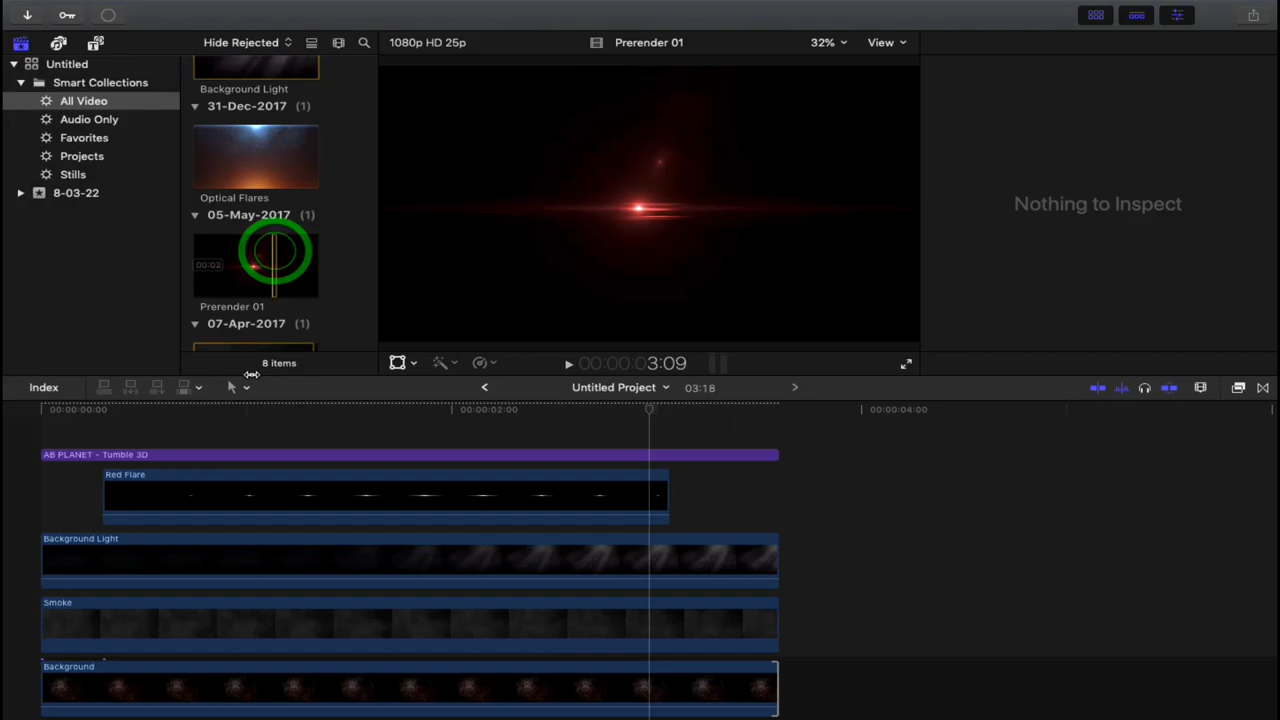 Hide Rejected
1080p HD 25p
Prerender 01
32%
View
Untitled
Smart Collections
All Video
Audio Only
Favorites
Projects
Stills
8-03-22
Background Light
31-Dec-2017 (1)
Optical Flares
05-May-2017 (1)
00:02
Prerender 01
07-Apr-2017 (1)
8 items
Nothing to Inspect
00:00:00:03:09
Index
Untitled Project
03:18
00:00:00:00
00:00:02:00
00:00:04:00
AB PLANET - Tumble 3D
Red Flare
Background Light
Smoke
Background